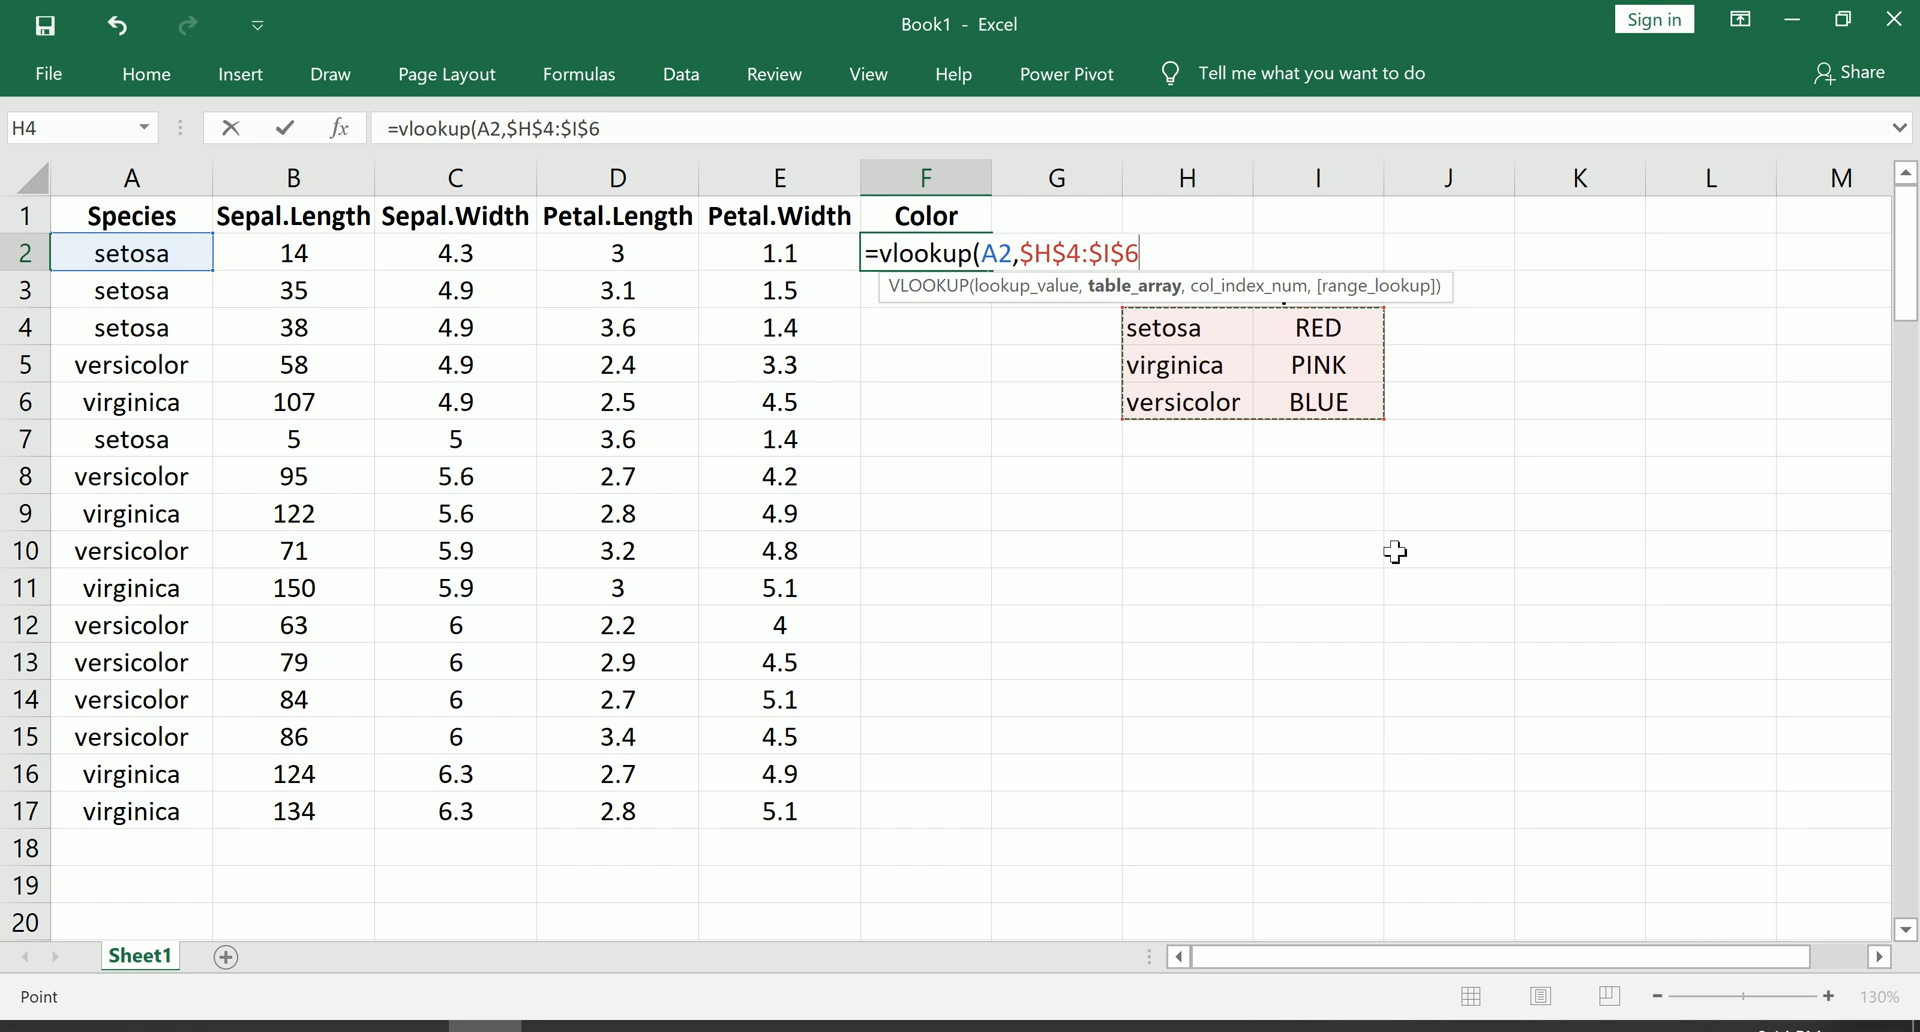 Book1 - Excel
Sign in
File Home Insert Draw Page Layout Formulas Data Review View Help Power Pivot Tell me what you want to do Share
H4 fx =vlookup(A2,$H$4:$I$6
A B C D E F G H I J K L M
1 Species Sepal.Length Sepal.Width Petal.Length Petal.Width Color
2 setosa 14 4.3 3 1.1 =vlookup(A2,$H$4:$I$6
VLOOKUP(lookup_value, table_array, col_index_num, [range_lookup])
3 setosa 35 4.9 3.1 1.5
4 setosa 38 4.9 3.6 1.4 setosa RED
5 versicolor 58 4.9 2.4 3.3 virginica PINK
6 virginica 107 4.9 2.5 4.5 versicolor BLUE
7 setosa 5 5 3.6 1.4
8 versicolor 95 5.6 2.7 4.2
9 virginica 122 5.6 2.8 4.9
10 versicolor 71 5.9 3.2 4.8
11 virginica 150 5.9 3 5.1
12 versicolor 63 6 2.2 4
13 versicolor 79 6 2.9 4.5
14 versicolor 84 6 2.7 5.1
15 versicolor 86 6 3.4 4.5
16 virginica 124 6.3 2.7 4.9
17 virginica 134 6.3 2.8 5.1
18
19
20
Sheet1
Point 130%